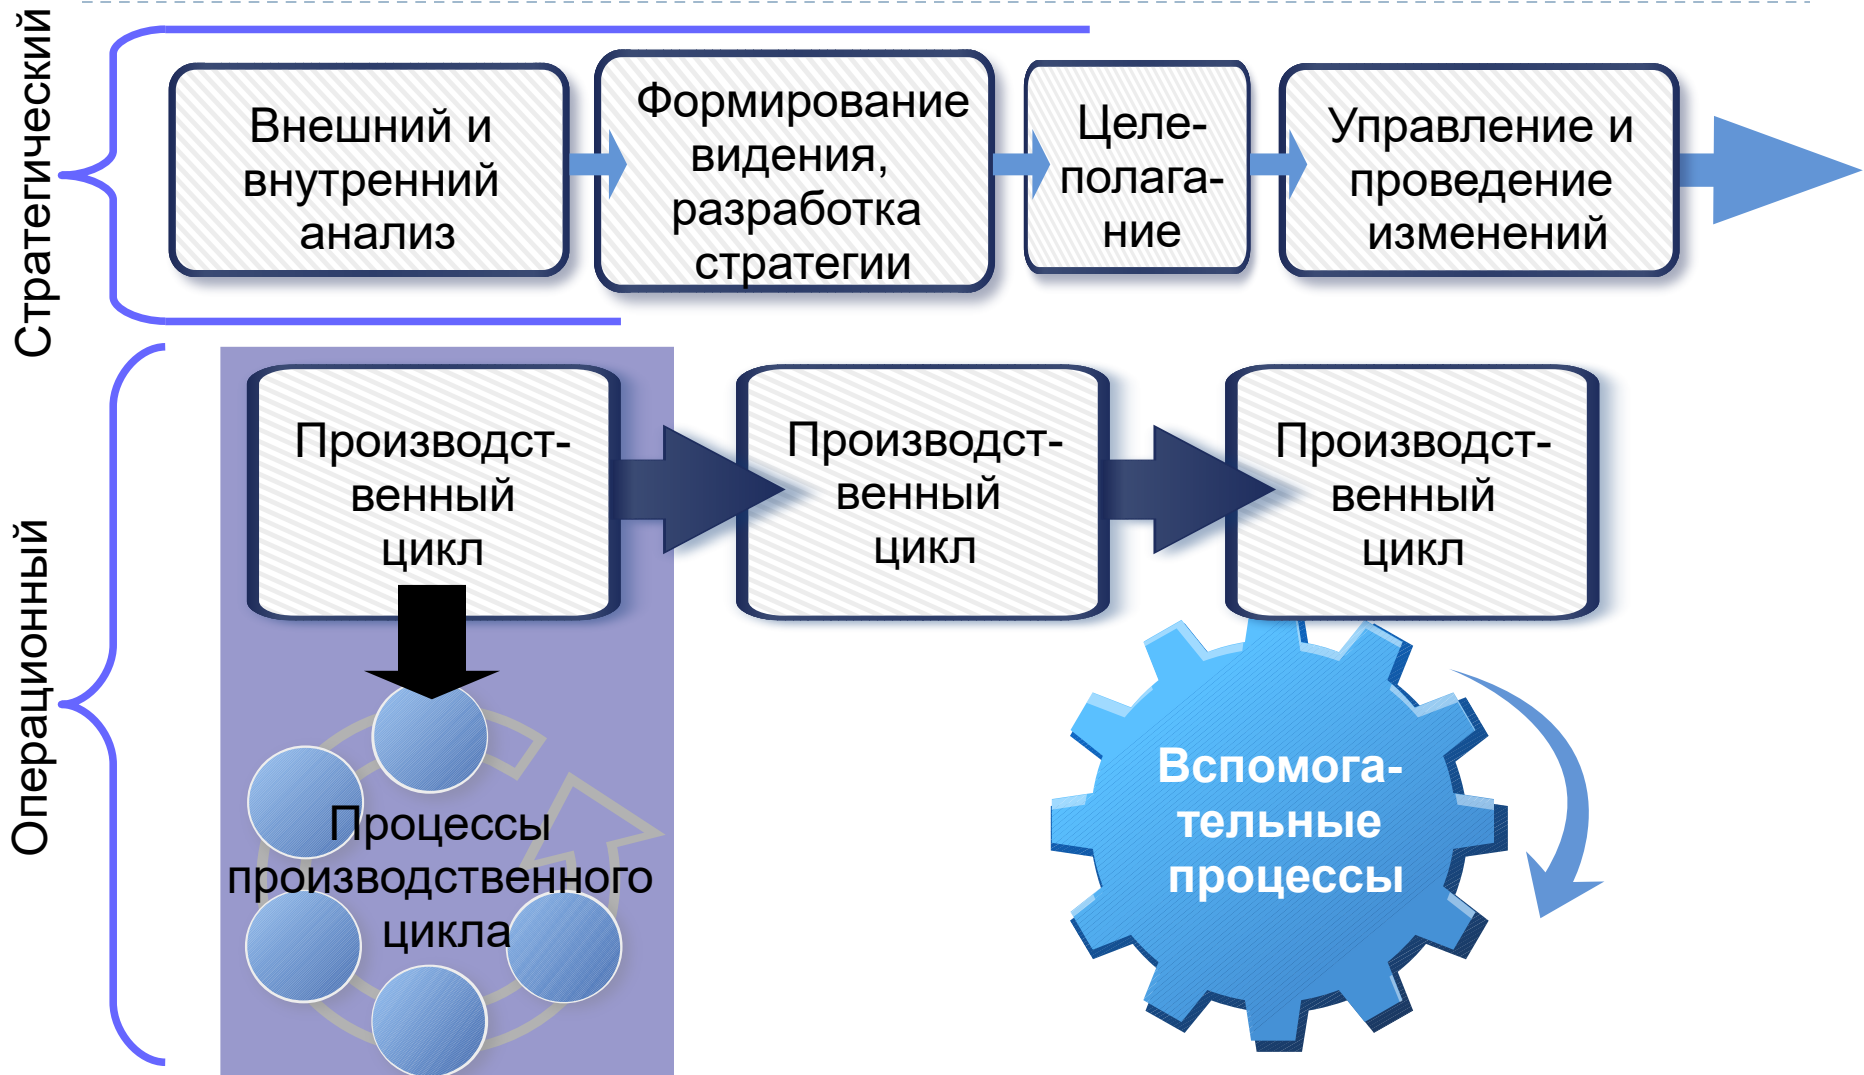 Стратегический
Внешний и
внутренний
анализ
Формирование
видения,
разработка
стратегии
Целе-
полага-
ние
Управление и
проведение
изменений
Операционный
Производст-
венный
цикл
Производст-
венный
цикл
Производст-
венный
цикл
Процессы
производственного
цикла
Вспомога-
тельные
процессы